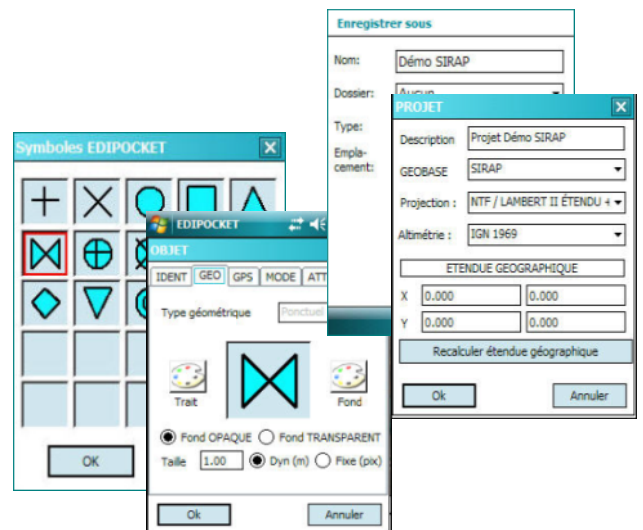 Enregistrer sous
Nom: Démo SIRAP
Dossier: Aucun
Type:
Empla-
cement:
PROJET
Description Projet Démo SIRAP
GEOBASE SIRAP
Projection : NTF / LAMBERT II ÉTENDU +
Altimétrie : IGN 1969
ETENDUE GEOGRAPHIQUE
X 0.000 0.000
Y 0.000 0.000
Recalculer étendue géographique
Ok Annuler
Symboles EDIPOCKET
OK
EDIPOCKET
OBJET
IDENT GEO GPS MODE ATT
Type géométrique Ponctuel
Trait Fond
Fond OPAQUE Fond TRANSPARENT
Taille 1.00 Dyn (m) Fixe (pix)
Ok Annuler